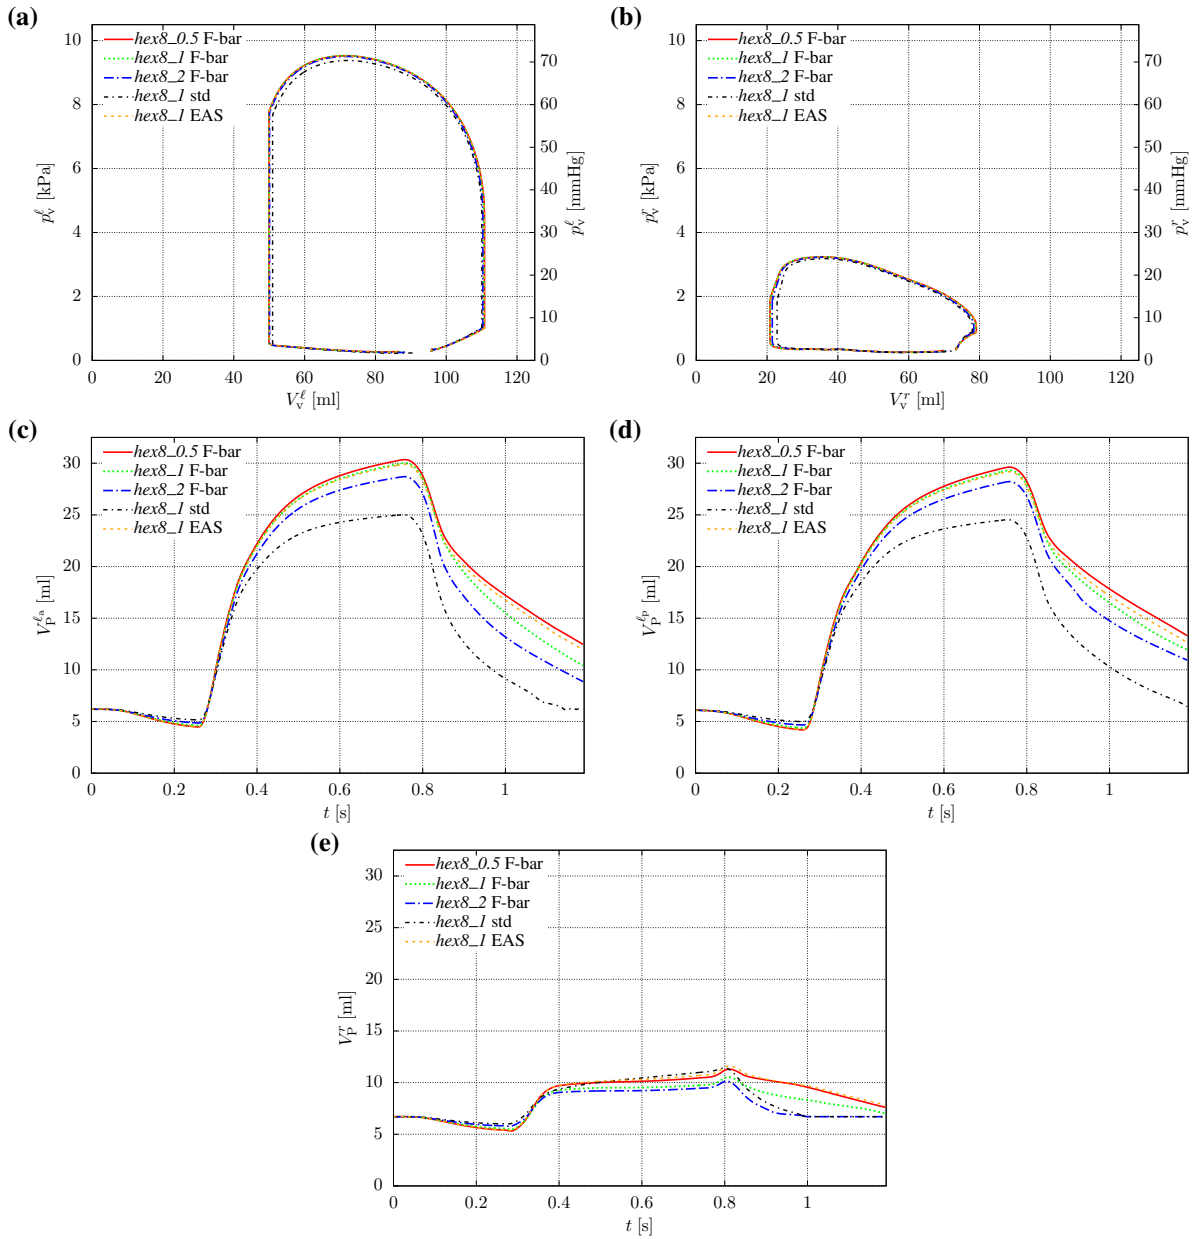 (a)
hex8_0.5 F-bar
hex8_1 F-bar
hex8_2 F-bar
hex8_1 std
hex8_1 EAS
10
8
6
4
2
0
p_v^ℓ [kPa]
70
60
50
40
30
20
10
0
p_v^ℓ [mmHg]
0 20 40 60 80 100 120
V_v^ℓ [ml]
(b)
hex8_0.5 F-bar
hex8_1 F-bar
hex8_2 F-bar
hex8_1 std
hex8_1 EAS
10
8
6
4
2
0
p_v^r [kPa]
70
60
50
40
30
20
10
0
p_v^r [mmHg]
0 20 40 60 80 100 120
V_v^r [ml]
(c)
hex8_0.5 F-bar
hex8_1 F-bar
hex8_2 F-bar
hex8_1 std
hex8_1 EAS
30
25
20
15
10
5
0
V_P^{ℓ_a} [ml]
0 0.2 0.4 0.6 0.8 1
t [s]
(d)
hex8_0.5 F-bar
hex8_1 F-bar
hex8_2 F-bar
hex8_1 std
hex8_1 EAS
30
25
20
15
10
5
0
V_P^{ℓ_p} [ml]
0 0.2 0.4 0.6 0.8 1
t [s]
(e)
hex8_0.5 F-bar
hex8_1 F-bar
hex8_2 F-bar
hex8_1 std
hex8_1 EAS
30
25
20
15
10
5
0
V_P^r [ml]
0 0.2 0.4 0.6 0.8 1
t [s]